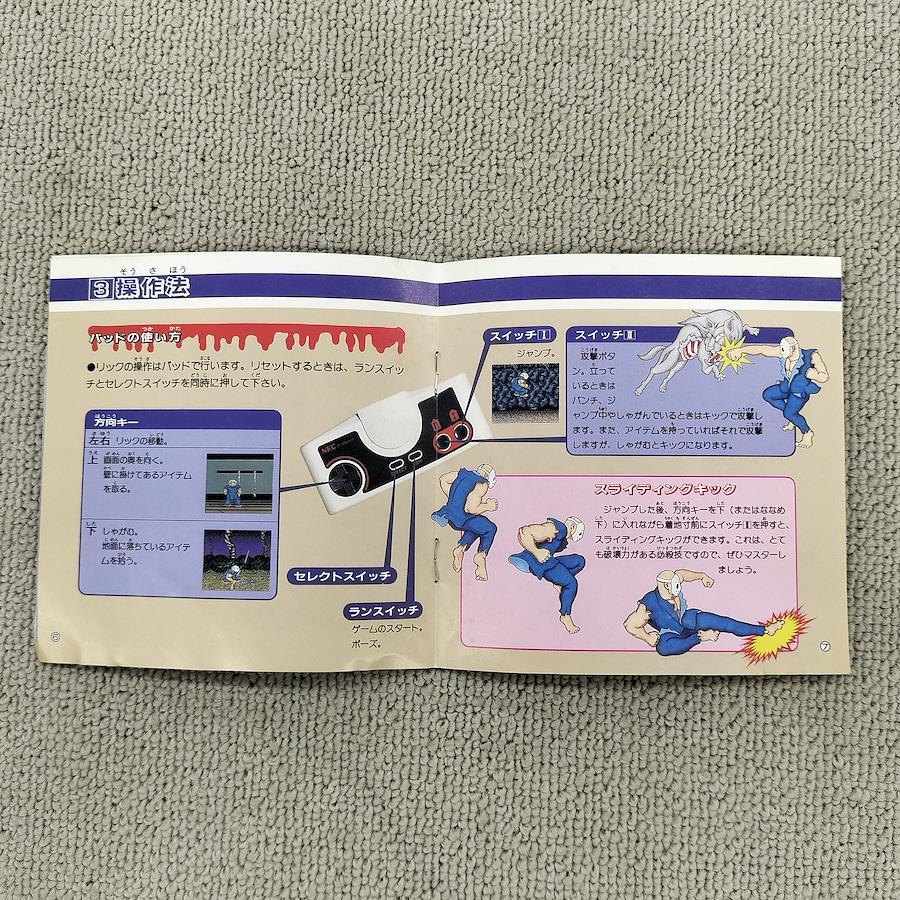 3 操作法
パッドの使い方
●リックの操作はパッドで行います。リセットするときは、ランスイッ
チとセレクトスイッチを同時に押して下さい。
方向キー
左右 リックの移動。
上 画面の奥を向く。
壁に掛けてあるアイテム
を取る。
下 しゃがむ。
地面に落ちているアイテ
ムを拾う。
NEC
セレクトスイッチ
ランスイッチ
ゲームのスタート。
ポーズ。
6
スイッチⅠ
ジャンプ。
スイッチⅡ
攻撃ボタ
ン。立って
いるときは
パンチ、ジ
ャンプ中やしゃがんでいるときはキックで攻撃し
ます。また、アイテムを持っていればそれで攻撃
しますが、しゃがむとキックになります。
スライディングキック
ジャンプした後、方向キーを下（またはななめ
下）に入れながら着地寸前にスイッチⅡを押すと、
スライディングキックができます。これは、とて
も破壊力がある必殺技ですので、ぜひマスターし
ましょう。
7